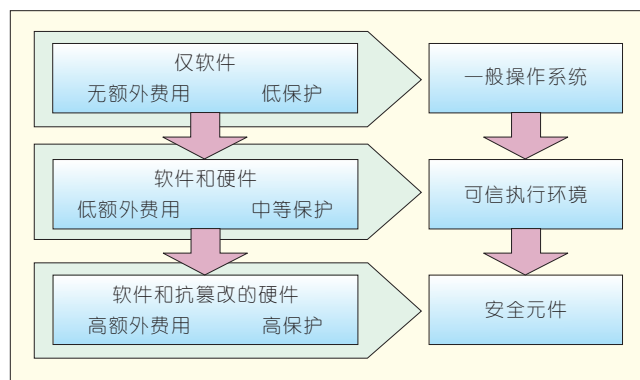 仅软件
无额外费用 低保护
一般操作系统
软件和硬件
低额外费用 中等保护
可信执行环境
软件和抗篡改的硬件
高额外费用 高保护
安全元件